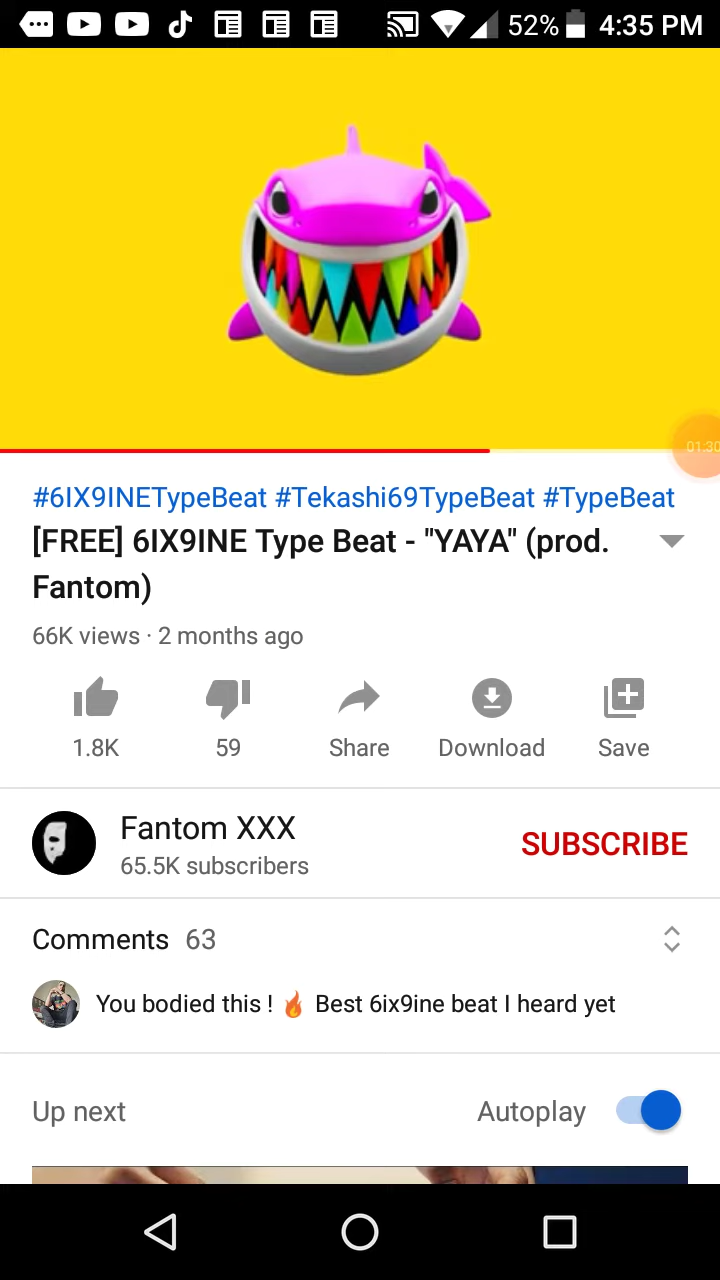 52% 4:35 PM
01:30
#6IX9INETypeBeat #Tekashi69TypeBeat #TypeBeat
[FREE] 6IX9INE Type Beat - "YAYA" (prod.
Fantom)
66K views · 2 months ago
1.8K 59 Share Download Save
Fantom XXX
65.5K subscribers
SUBSCRIBE
Comments 63
You bodied this ! 🔥 Best 6ix9ine beat I heard yet
Up next Autoplay